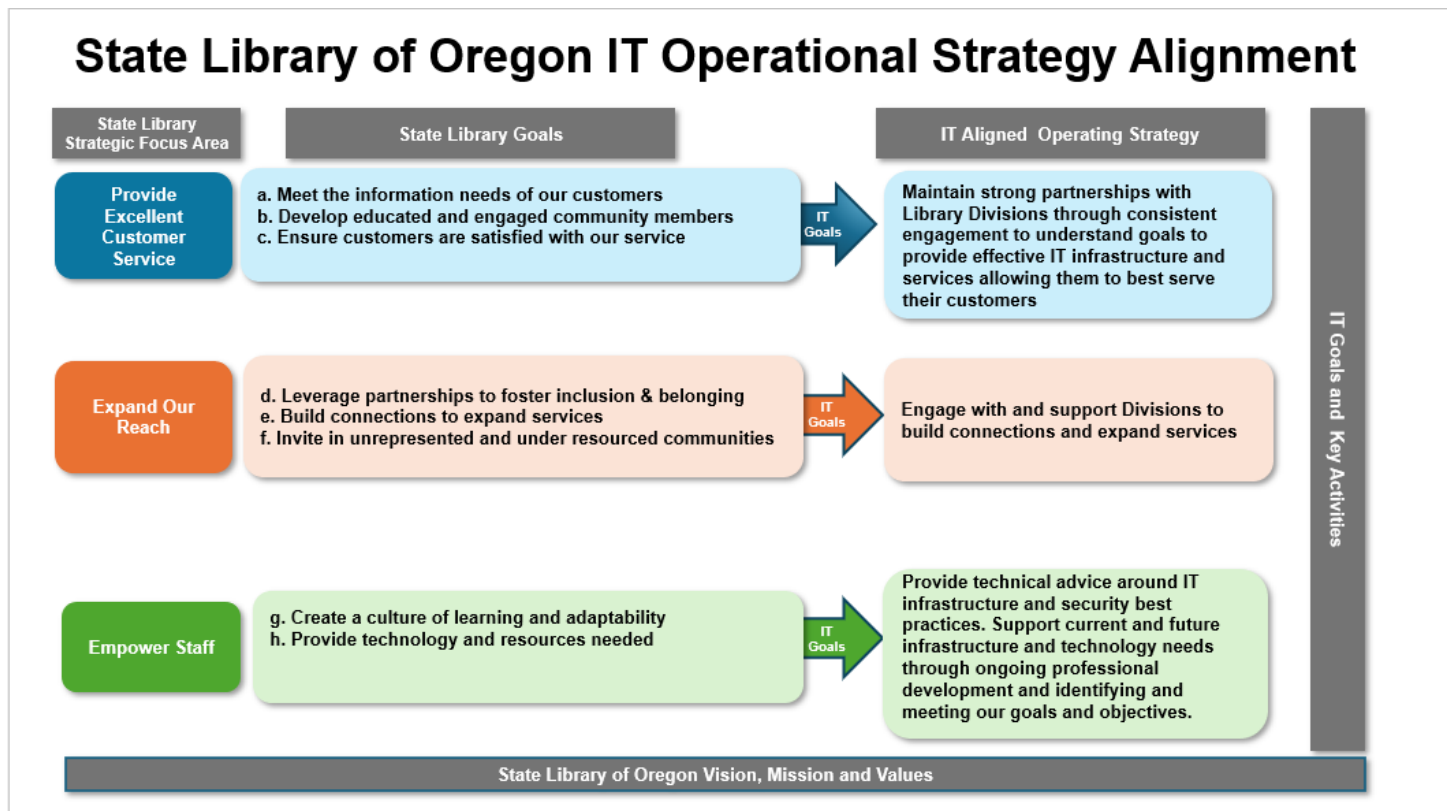 State Library of Oregon IT Operational Strategy Alignment
State Library
Strategic Focus Area
State Library Goals
IT Aligned Operating Strategy
Provide
Excellent
Customer
Service
a. Meet the information needs of our customers
b. Develop educated and engaged community members
c. Ensure customers are satisfied with our service
IT
Goals
Maintain strong partnerships with
Library Divisions through consistent
engagement to understand goals to
provide effective IT infrastructure and
services allowing them to best serve
their customers
Expand Our
Reach
d. Leverage partnerships to foster inclusion & belonging
e. Build connections to expand services
f. Invite in unrepresented and under resourced communities
IT
Goals
Engage with and support Divisions to
build connections and expand services
Empower Staff
g. Create a culture of learning and adaptability
h. Provide technology and resources needed
IT
Goals
Provide technical advice around IT
infrastructure and security best
practices. Support current and future
infrastructure and technology needs
through ongoing professional
development and identifying and
meeting our goals and objectives.
IT Goals and Key Activities
State Library of Oregon Vision, Mission and Values